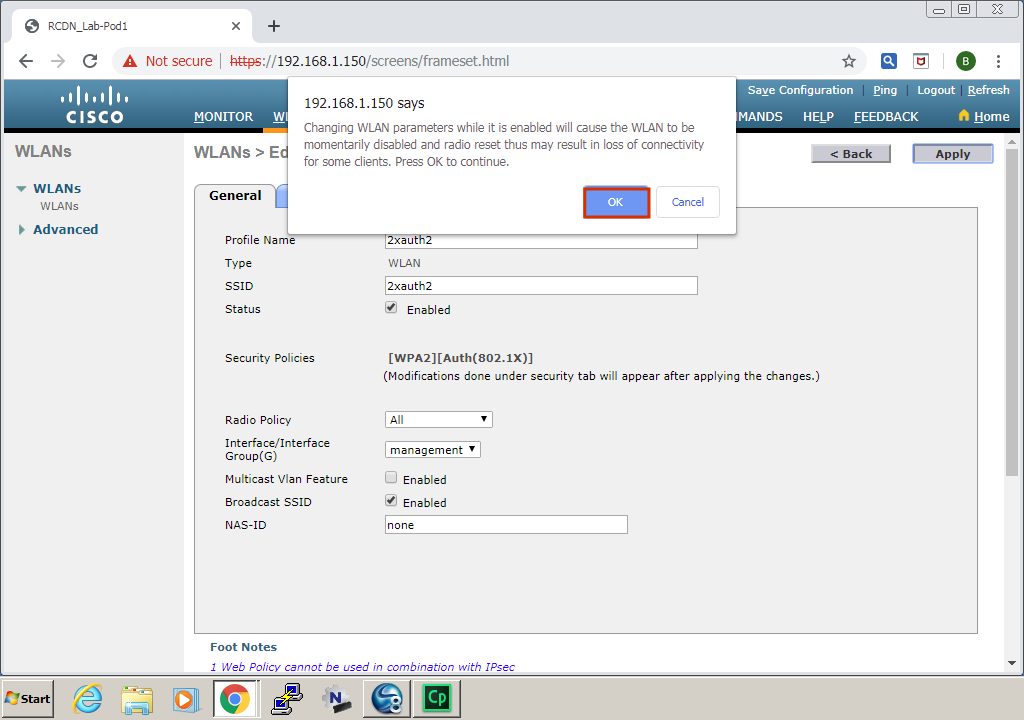 RCDN_Lab-Pod1
Not secure
https://192.168.1.150/screens/frameset.html
B
Save Configuration
Ping
Logout
Refresh
CISCO
MONITOR
MMANDS
HELP
FEEDBACK
Home
192.168.1.150 says
Changing WLAN parameters while it is enabled will cause the WLAN to be
momentarily disabled and radio reset thus may result in loss of connectivity
for some clients. Press OK to continue.
OK
Cancel
WLANs
WLANs
WLANs
Advanced
WLANs > Ed
< Back
Apply
General
Profile Name 2xauth2
Type WLAN
SSID 2xauth2
Status Enabled
Security Policies [WPA2][Auth(802.1X)]
(Modifications done under security tab will appear after applying the changes.)
Radio Policy All
Interface/Interface
Group(G) management
Multicast Vlan Feature Enabled
Broadcast SSID Enabled
NAS-ID none
Foot Notes
1 Web Policy cannot be used in combination with IPsec
Start
N
S
Cp